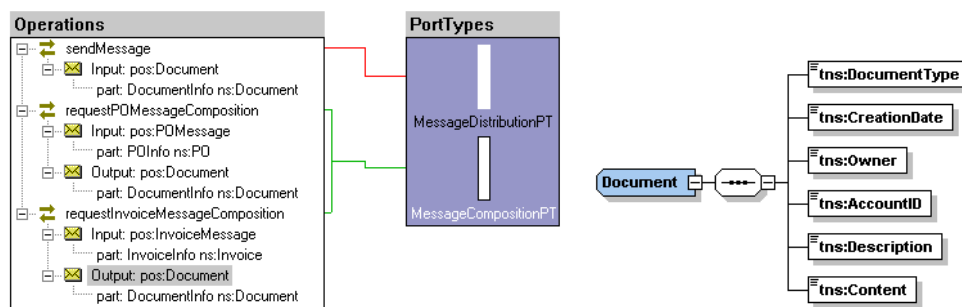 Operations
sendMessage
Input: pos:Document
part: DocumentInfo ns:Document
requestPOMessageComposition
Input: pos:POMessage
part: POInfo ns:PO
Output: pos:Document
part: DocumentInfo ns:Document
requestInvoiceMessageComposition
Input: pos:InvoiceMessage
part: InvoiceInfo ns:Invoice
Output: pos:Document
part: DocumentInfo ns:Document
PortTypes
MessageDistributionPT
MessageCompositionPT
Document
tns:DocumentType
tns:CreationDate
tns:Owner
tns:AccountID
tns:Description
tns:Content